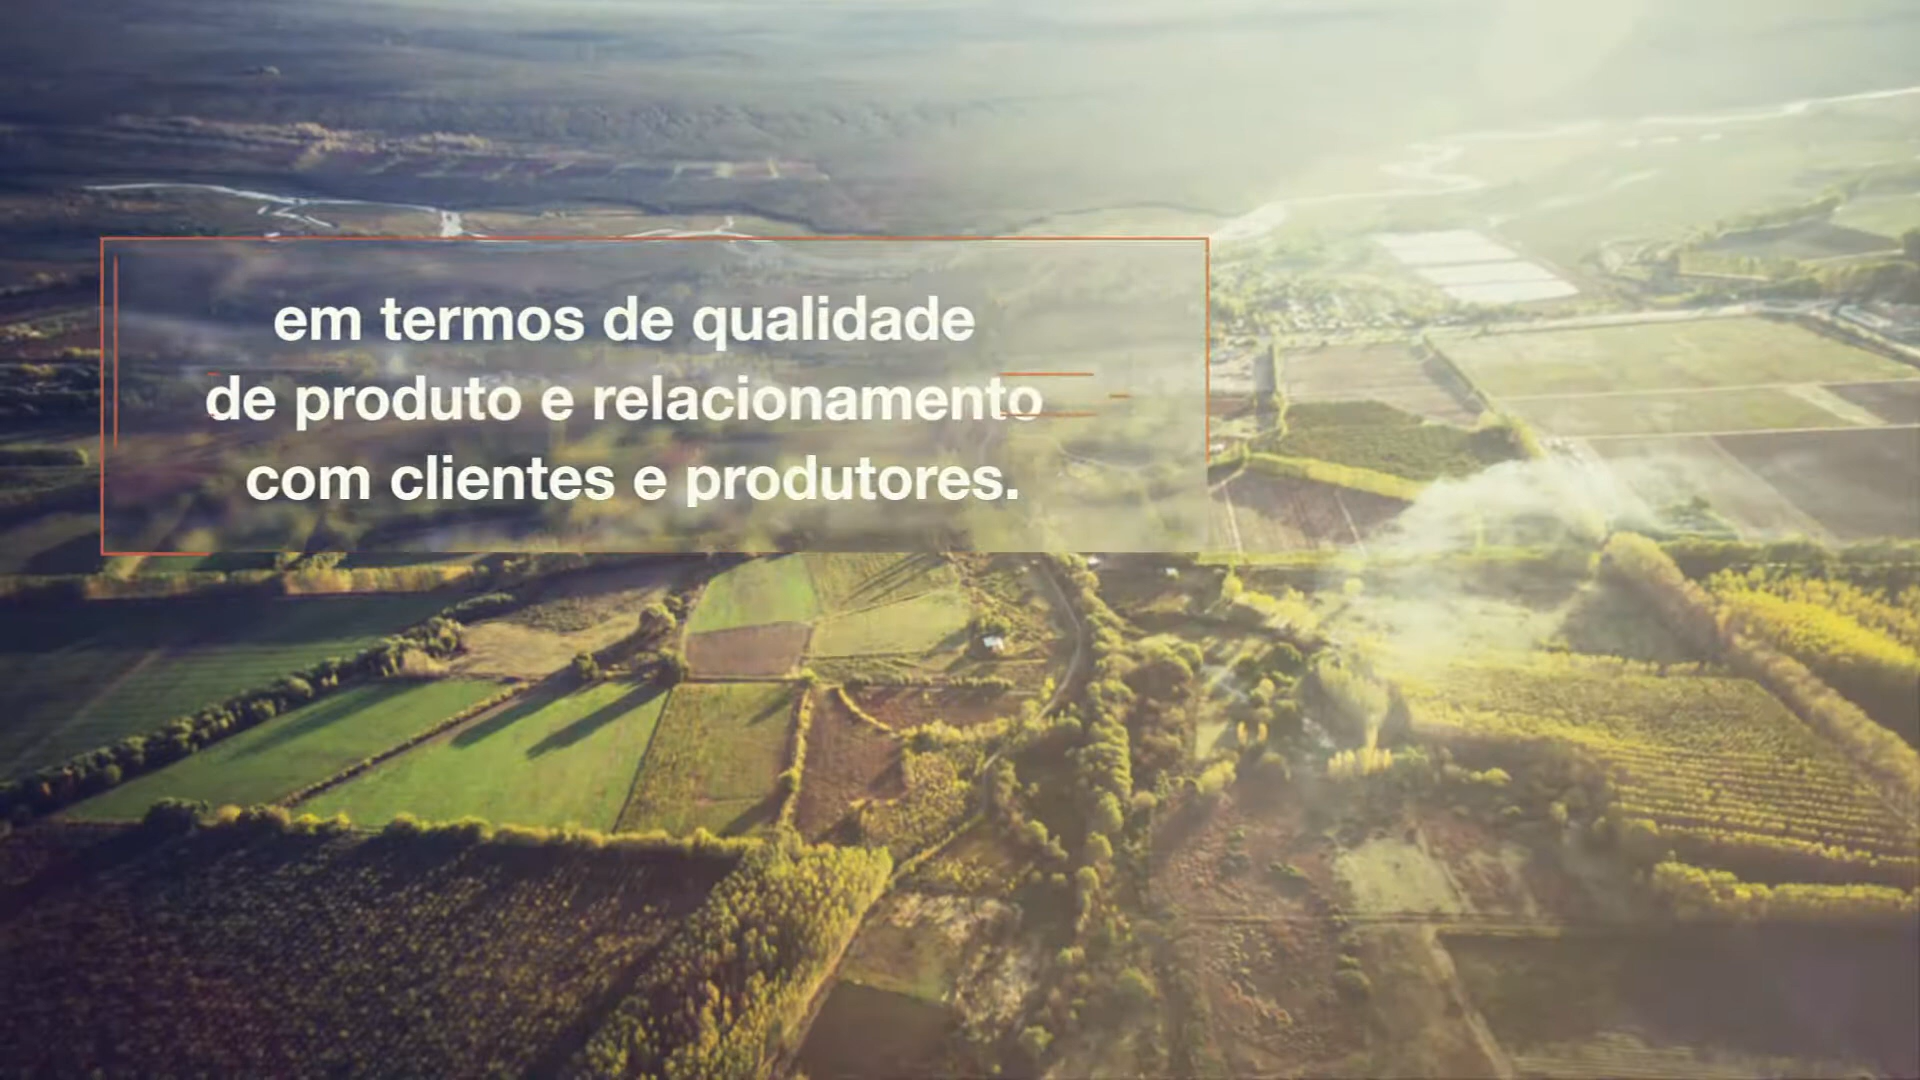 em termos de qualidade
de produto e relacionamento
com clientes e produtores.